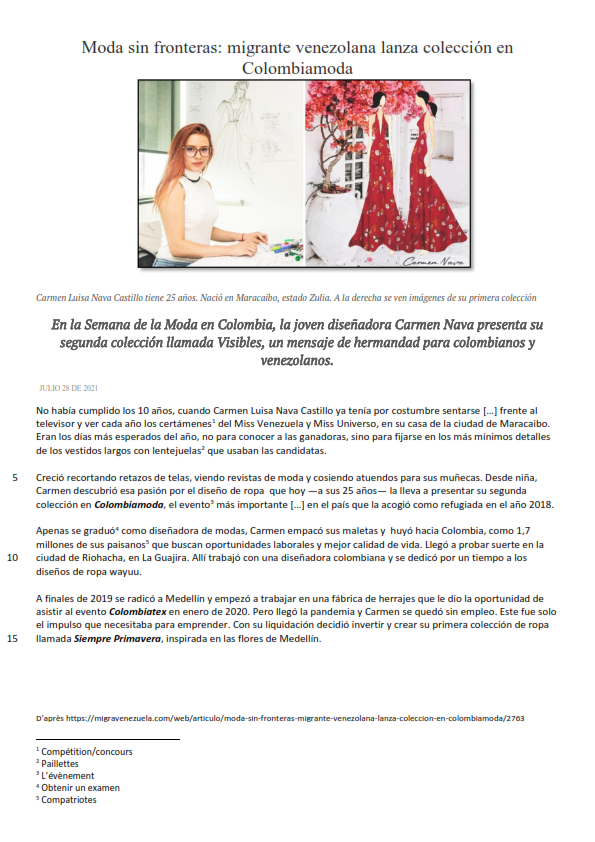 Moda sin fronteras: migrante venezolana lanza colección en
Colombiamoda
Carmen Nava
Carmen Luisa Nava Castillo tiene 25 años. Nació en Maracaibo, estado Zulia. A la derecha se ven imágenes de su primera colección
En la Semana de la Moda en Colombia, la joven diseñadora Carmen Nava presenta su
segunda colección llamada Visibles, un mensaje de hermandad para colombianos y
venezolanos.
JULIO 28 DE 2021
No había cumplido los 10 años, cuando Carmen Luisa Nava Castillo ya tenía por costumbre sentarse […] frente al
televisor y ver cada año los certámenes¹ del Miss Venezuela y Miss Universo, en su casa de la ciudad de Maracaibo.
Eran los días más esperados del año, no para conocer a las ganadoras, sino para fijarse en los más mínimos detalles
de los vestidos largos con lentejuelas² que usaban las candidatas.
5 Creció recortando retazos de telas, viendo revistas de moda y cosiendo atuendos para sus muñecas. Desde niña,
Carmen descubrió esa pasión por el diseño de ropa que hoy —a sus 25 años— la lleva a presentar su segunda
colección en Colombiamoda, el evento³ más importante […] en el país que la acogió como refugiada en el año 2018.
Apenas se graduó⁴ como diseñadora de modas, Carmen empacó sus maletas y huyó hacia Colombia, como 1,7
millones de sus paisanos⁵ que buscan oportunidades laborales y mejor calidad de vida. Llegó a probar suerte en la
10 ciudad de Riohacha, en La Guajira. Allí trabajó con una diseñadora colombiana y se dedicó por un tiempo a los
diseños de ropa wayuu.
A finales de 2019 se radicó a Medellín y empezó a trabajar en una fábrica de herrajes que le dio la oportunidad de
asistir al evento Colombiatex en enero de 2020. Pero llegó la pandemia y Carmen se quedó sin empleo. Este fue solo
el impulso que necesitaba para emprender. Con su liquidación decidió invertir y crear su primera colección de ropa
15 llamada Siempre Primavera, inspirada en las flores de Medellín.
D'après https://migravenezuela.com/web/articulo/moda-sin-fronteras-migrante-venezolana-lanza-coleccion-en-colombiamoda/2763
¹ Compétition/concours
² Paillettes
³ L'évènement
⁴ Obtenir un examen
⁵ Compatriotes